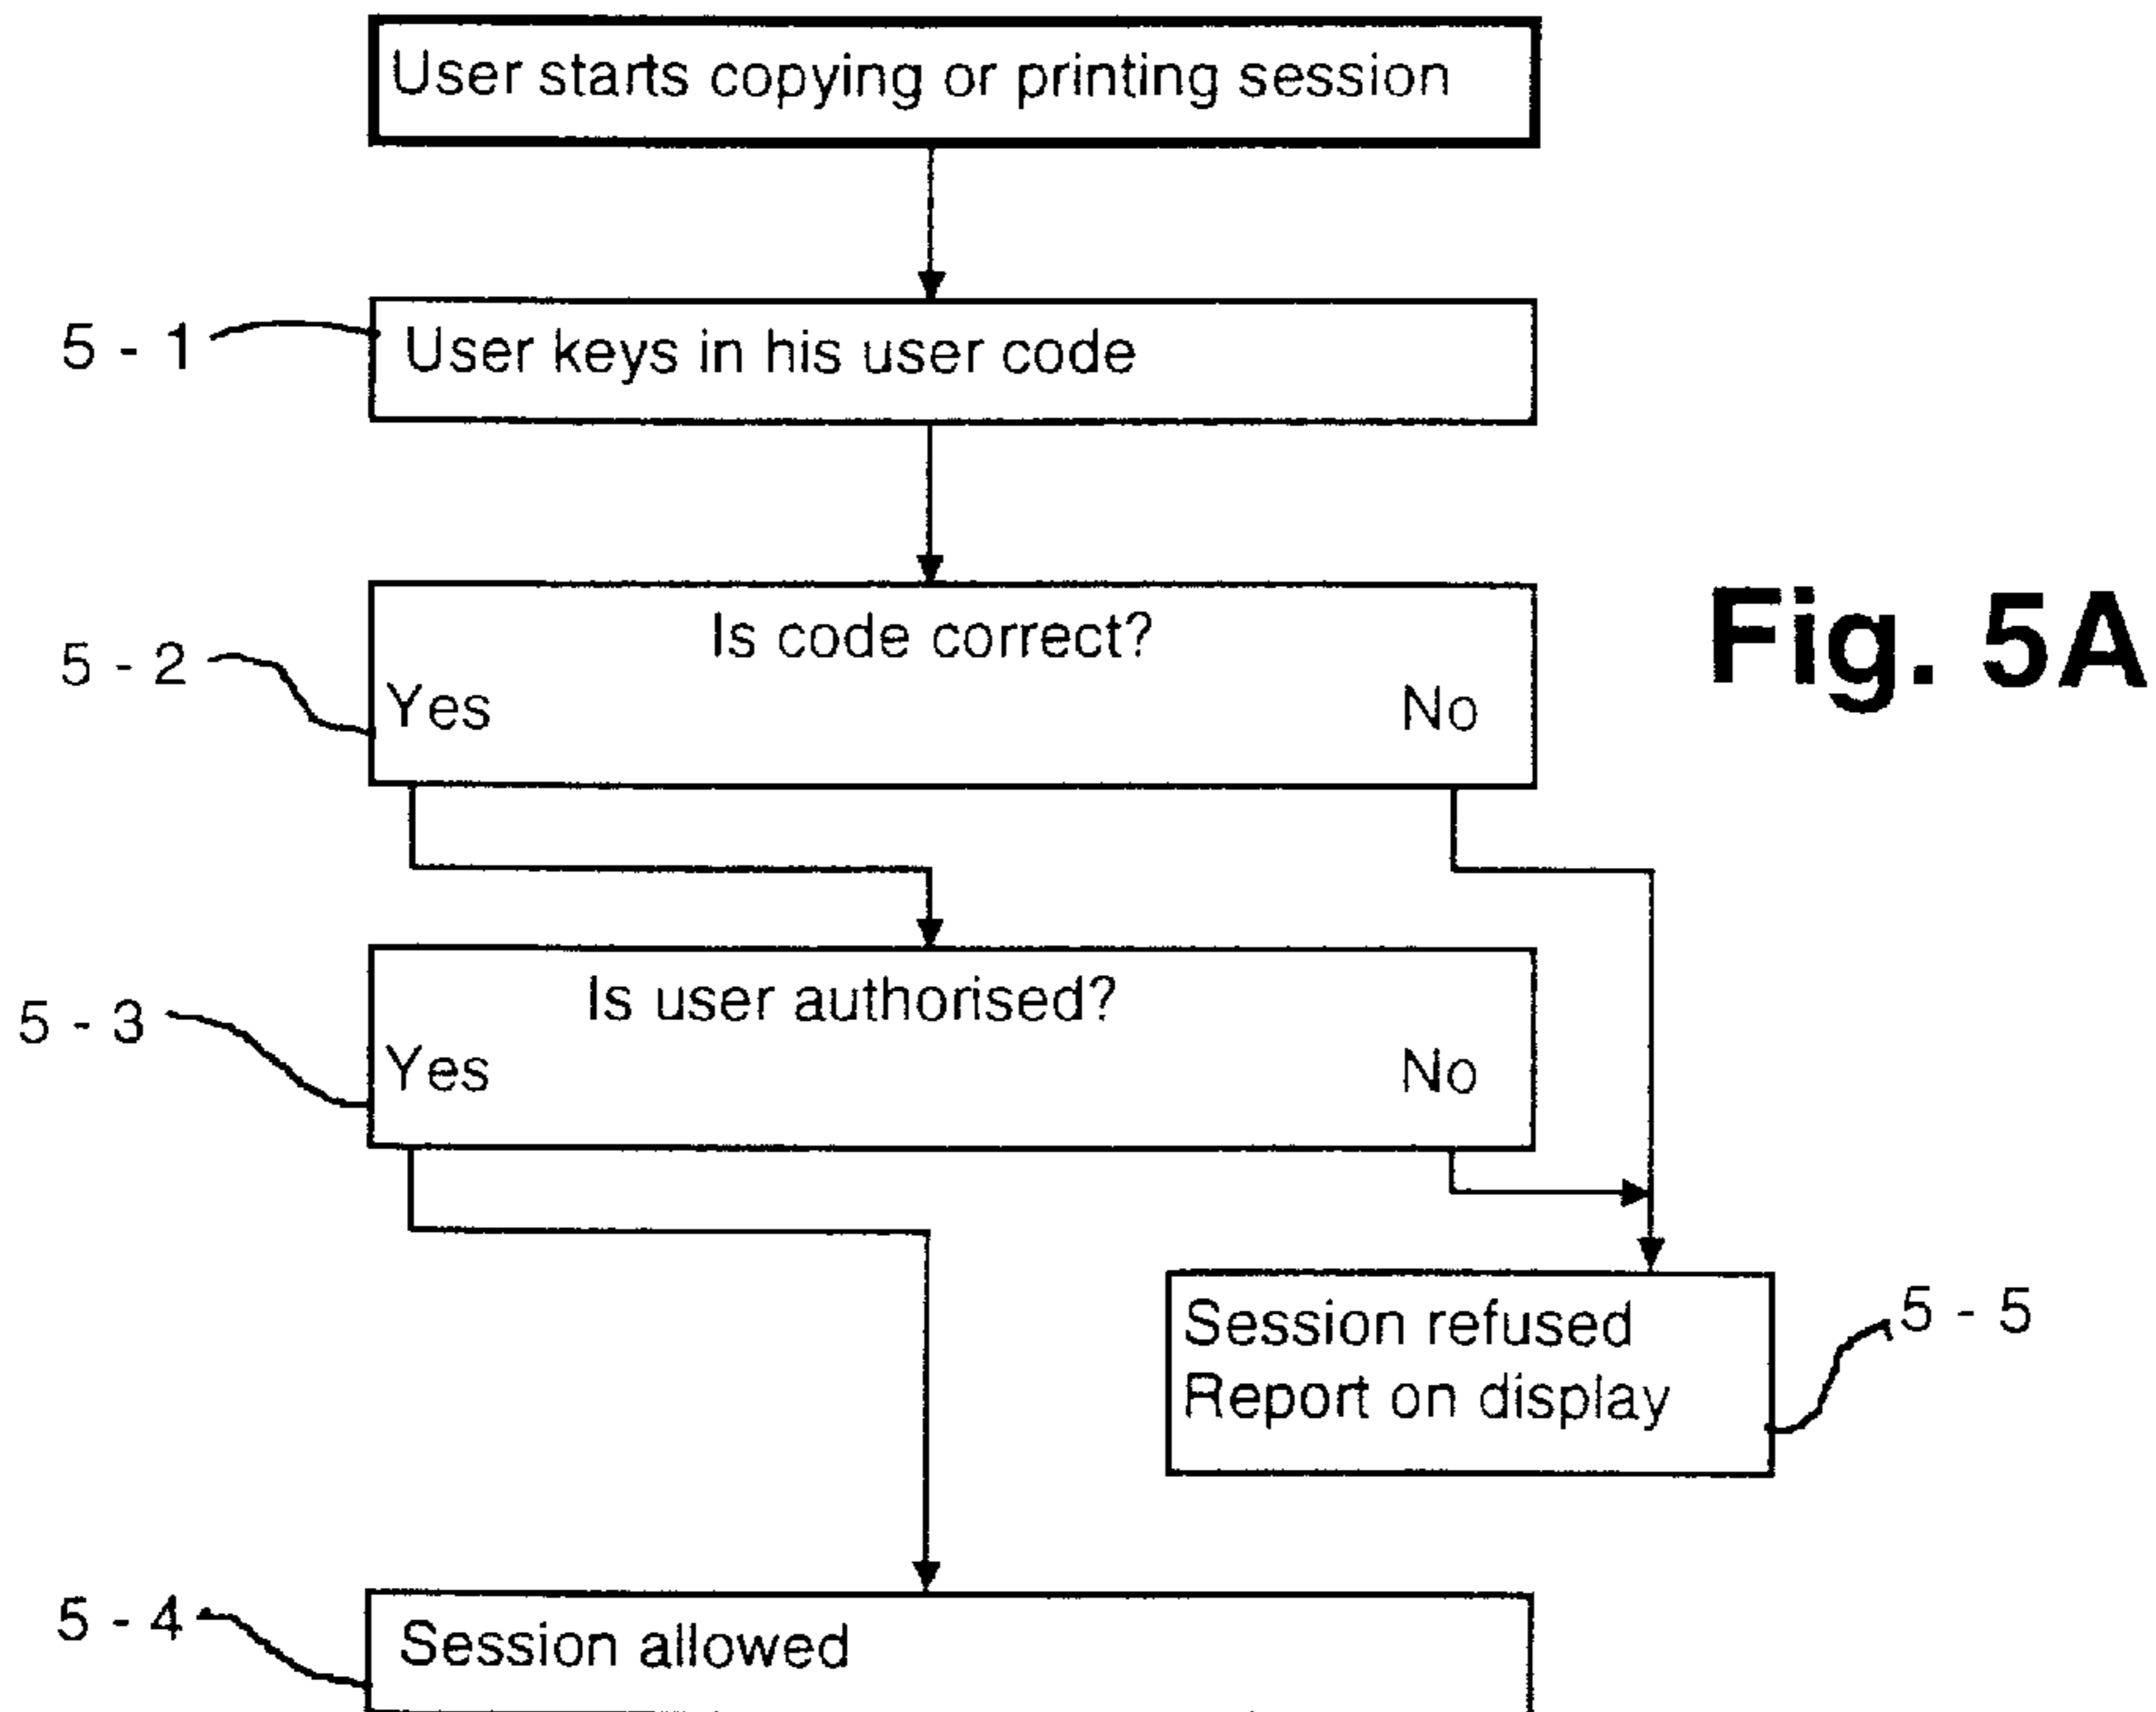 User starts copying or printing session
5 - 1
User keys in his user code
Fig. 5A
5 - 2
Is code correct?
Yes No
5 - 3
Is user authorised?
Yes No
Session refused
Report on display
5 - 5
5 - 4
Session allowed